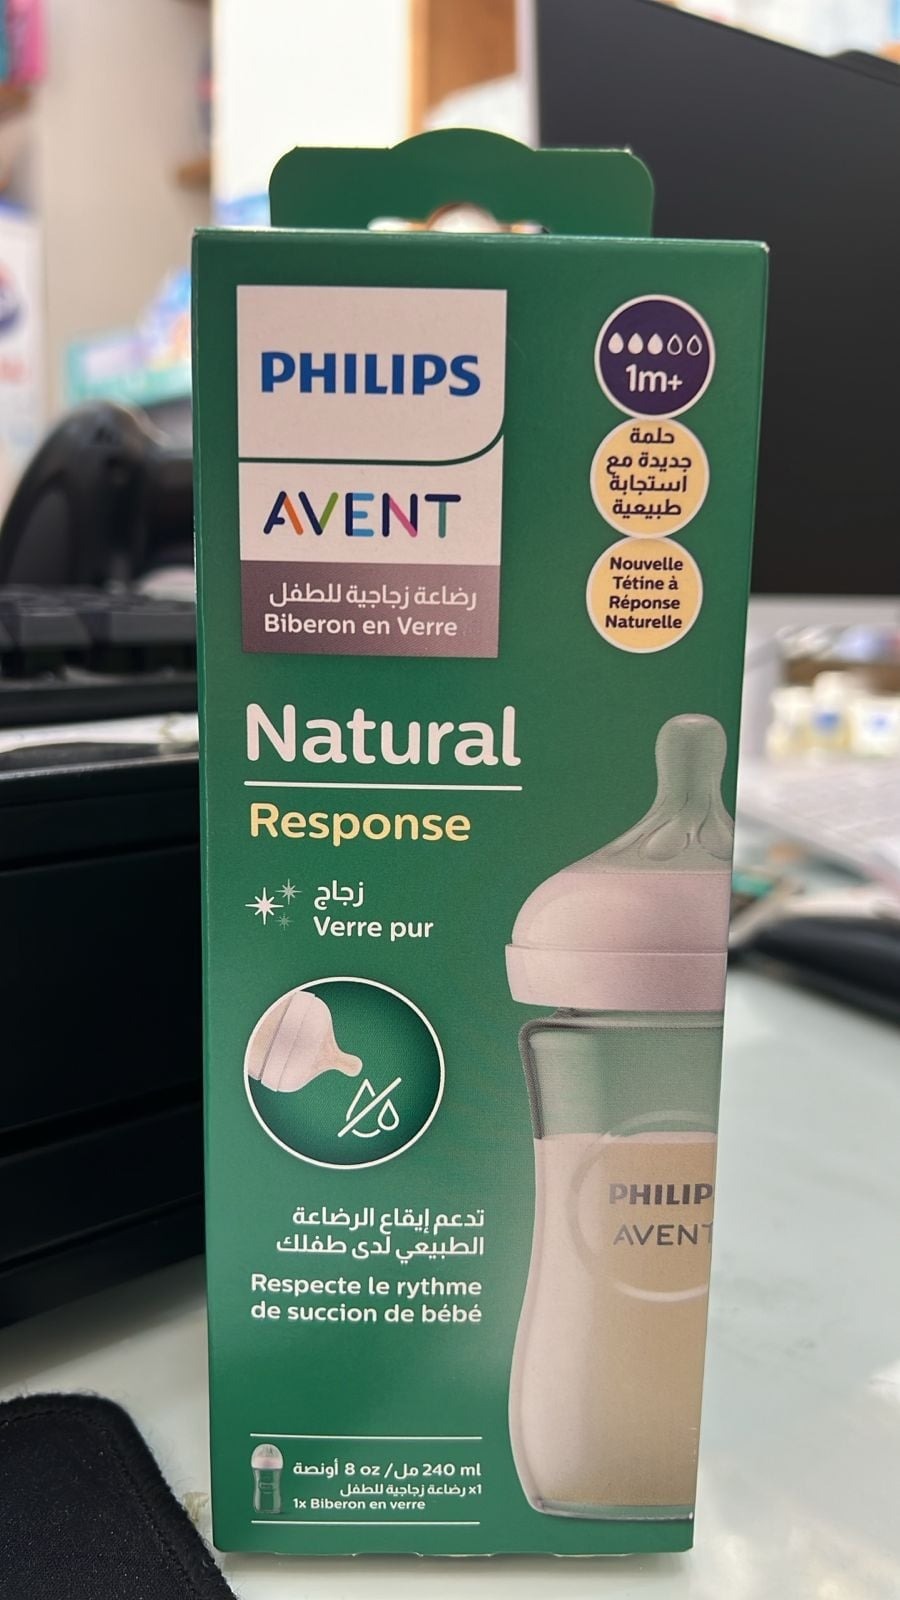 PHILIPS
AVENT
رضاعة زجاجية للطفل
Biberon en Verre
1m+
حلمة
جديدة مع
استجابة
طبيعية
Nouvelle
Tétine à
Réponse
Naturelle
Natural
Response
زجاج
Verre pur
تدعم إيقاع الرضاعة
الطبيعي لدى طفلك
Respecte le rythme
de succion de bébé
PHILIP
AVENT
240 ml مل/ 8 oz أونصة
x1 رضاعة زجاجية للطفل
1x Biberon en verre